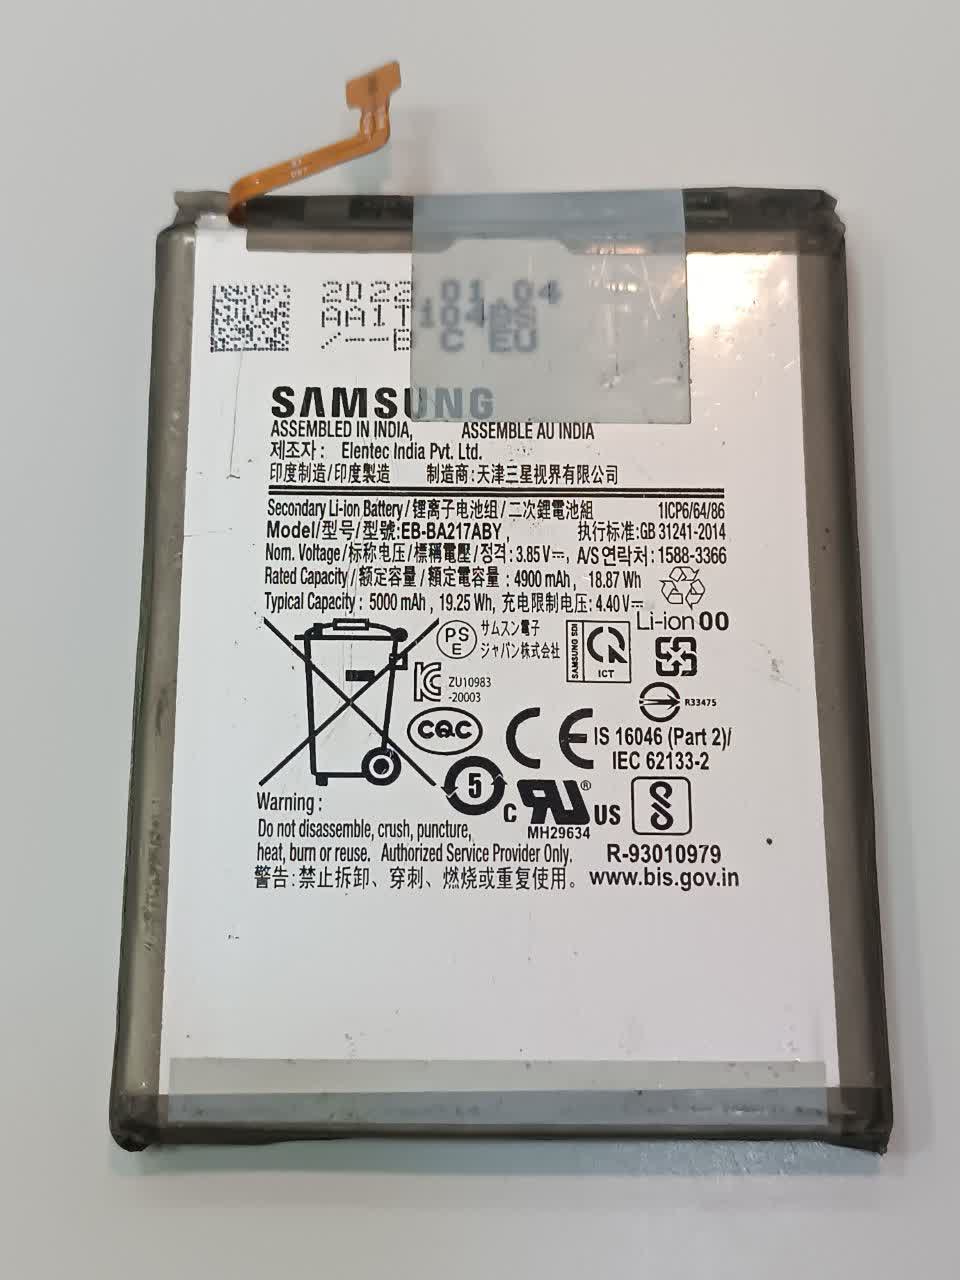 2022.01.04
AA1T104BS
/--B C EU
SAMSUNG
ASSEMBLED IN INDIA, ASSEMBLÉ AU INDIA
제조자: Elentec India Pvt. Ltd.
印度制造/印度製造 制造商:天津三星视界有限公司
Secondary Li-ion Battery/锂离子电池组/二次鋰電池組 1ICP6/64/86
Model/型号/型號:EB-BA217ABY, 执行标准:GB 31241-2014
Nom. Voltage/标称电压/標稱電壓/정격: 3.85V⎓, A/S연락처: 1588-3366
Rated Capacity/额定容量/額定電容量: 4900 mAh, 18.87 Wh
Typical Capacity: 5000 mAh, 19.25 Wh, 充电限制电压: 4.40V⎓
Li-ion 00
PSE サムスン電子
ジャパン株式会社
SAMSUNG SDI
ICT
ZU10983
-20003
R33475
CQC
CE
IS 16046 (Part 2)/
IEC 62133-2
5
C RU® US
MH29634
Warning:
Do not disassemble, crush, puncture,
heat, burn or reuse. Authorized Service Provider Only.
R-93010979
警告:禁止拆卸、穿刺、燃烧或重复使用。
www.bis.gov.in